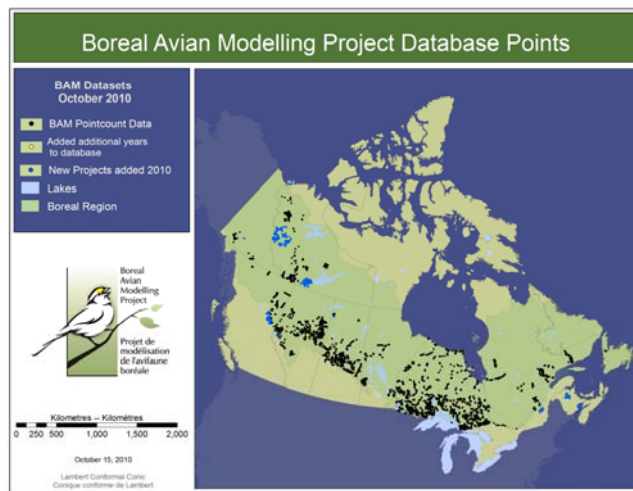 Boreal Avian Modelling Project Database Points
BAM Datasets
October 2010
BAM Pointcount Data
Added additional years
to database
New Projects added 2010
Lakes
Boreal Region
Boreal
Avian
Modelling
Project
Projet de
modélisation
de l'avifaune
boréale
Kilometres -- Kilomètres
0 250 500 1,000 1,500 2,000
October 15, 2010
Lambert Conformal Conic
Conique conforme de Lambert